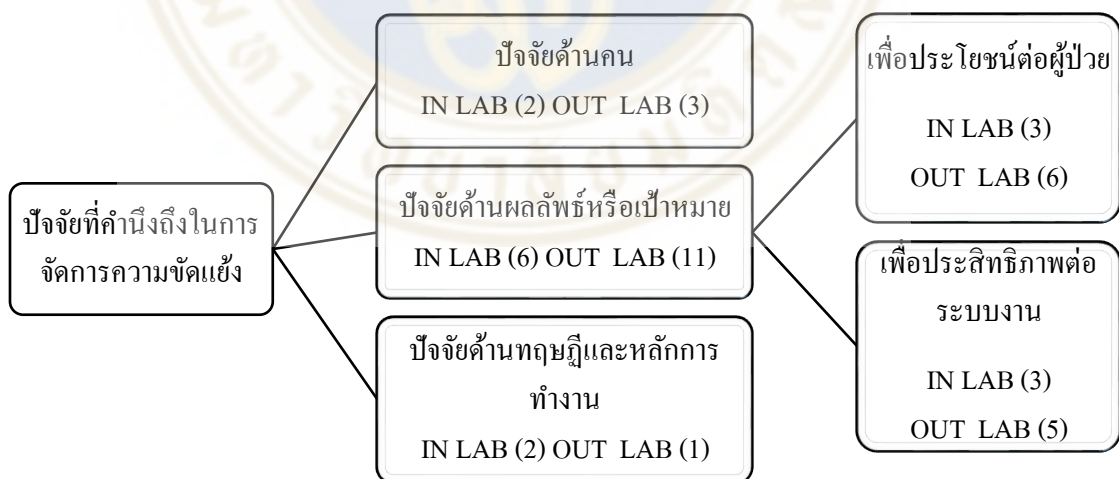 ปัจจัยที่คำนึงถึงในการ
จัดการความขัดแย้ง
ปัจจัยด้านคน
IN LAB (2) OUT LAB (3)
ปัจจัยด้านผลลัพธ์หรือเป้าหมาย
IN LAB (6) OUT LAB (11)
ปัจจัยด้านทฤษฎีและหลักการ
ทำงาน
IN LAB (2) OUT LAB (1)
เพื่อประโยชน์ต่อผู้ป่วย
IN LAB (3)
OUT LAB (6)
เพื่อประสิทธิภาพต่อ
ระบบงาน
IN LAB (3)
OUT LAB (5)